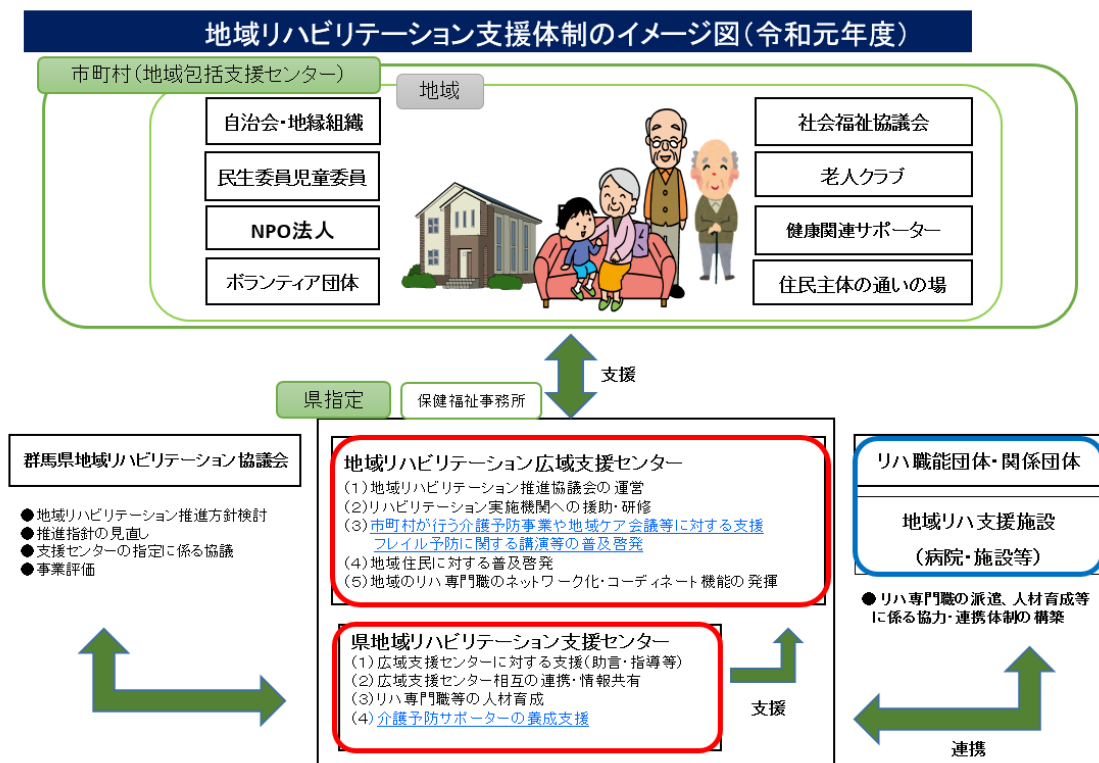 地域リハビリテーション支援体制のイメージ図(令和元年度)
市町村(地域包括支援センター)
地域
自治会・地縁組織
民生委員児童委員
NPO法人
ボランティア団体
社会福祉協議会
老人クラブ
健康関連サポーター
住民主体の通いの場
支援
県指定
保健福祉事務所
群馬県地域リハビリテーション協議会
●地域リハビリテーション推進方針検討
●推進指針の見直し
●支援センターの指定に係る協議
●事業評価
地域リハビリテーション広域支援センター
(1)地域リハビリテーション推進協議会の運営
(2)リハビリテーション実施機関への援助・研修
(3)市町村が行う介護予防事業や地域ケア会議等に対する支援
フレイル予防に関する講演等の普及啓発
(4)地域住民に対する普及啓発
(5)地域のリハ専門職のネットワーク化・コーディネート機能の発揮
県地域リハビリテーション支援センター
(1)広域支援センターに対する支援(助言・指導等)
(2)広域支援センター相互の連携・情報共有
(3)リハ専門職等の人材育成
(4)介護予防サポーターの養成支援
支援
リハ職能団体・関係団体
地域リハ支援施設
(病院・施設等)
●リハ専門職の派遣、人材育成等
に係る協力・連携体制の構築
連携